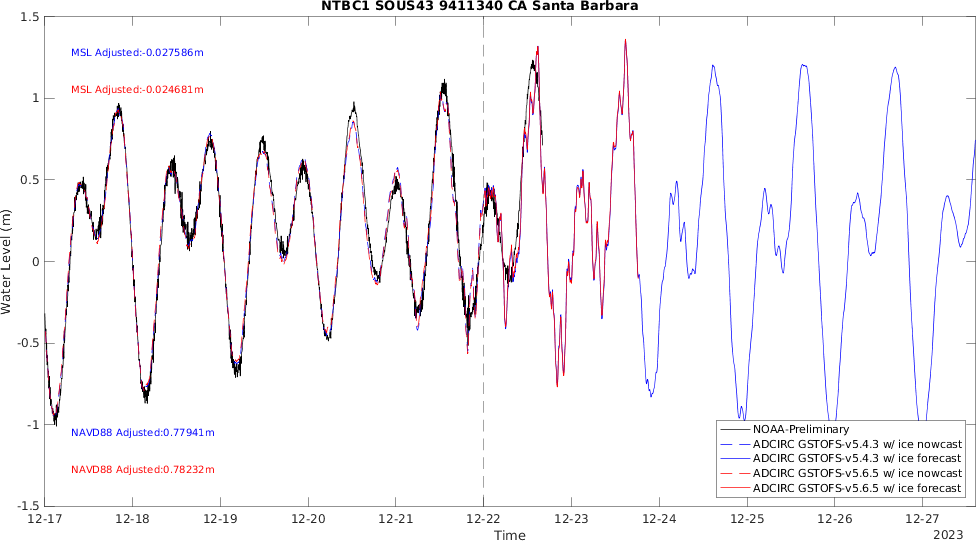 NTBC1 SOUS43 9411340 CA Santa Barbara
1.5
1
0.5
0
-0.5
-1
-1.5
Water Level (m)
MSL Adjusted:-0.027586m
MSL Adjusted:-0.024681m
NAVD88 Adjusted:0.77941m
NAVD88 Adjusted:0.78232m
NOAA-Preliminary
ADCIRC GSTOFS-v5.4.3 w/ ice nowcast
ADCIRC GSTOFS-v5.4.3 w/ ice forecast
ADCIRC GSTOFS-v5.6.5 w/ ice nowcast
ADCIRC GSTOFS-v5.6.5 w/ ice forecast
12-17 12-18 12-19 12-20 12-21 12-22 12-23 12-24 12-25 12-26 12-27
Time
2023